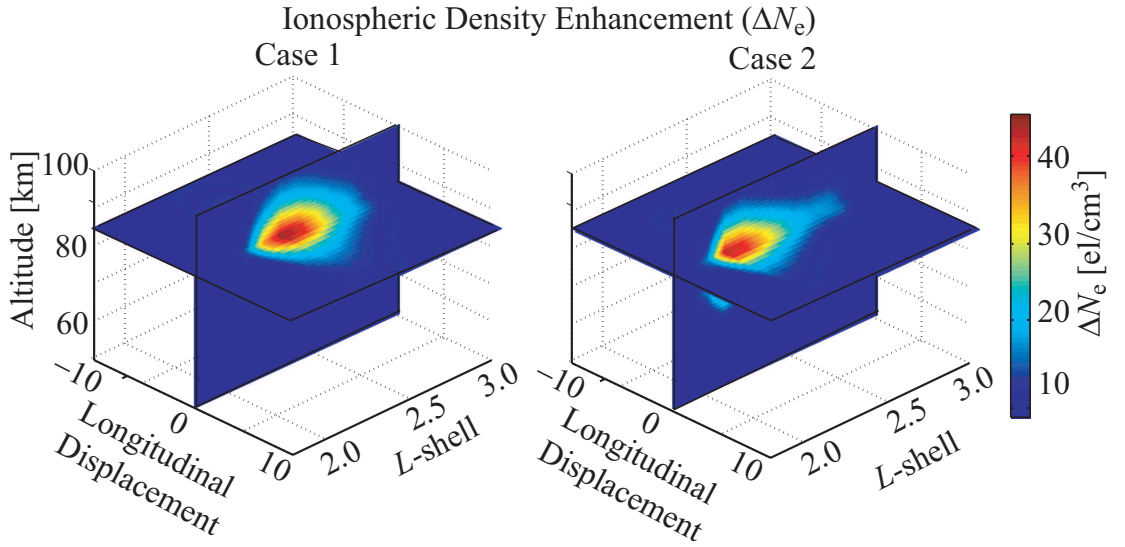 Ionospheric Density Enhancement (ΔNₑ)
Case 1
Case 2
Altitude [km]
100
80
60
−10
0
10
Longitudinal
Displacement
2.0
2.5
3.0
L-shell
−10
0
10
Longitudinal
Displacement
2.0
2.5
3.0
L-shell
40
30
20
10
ΔNₑ [el/cm³]